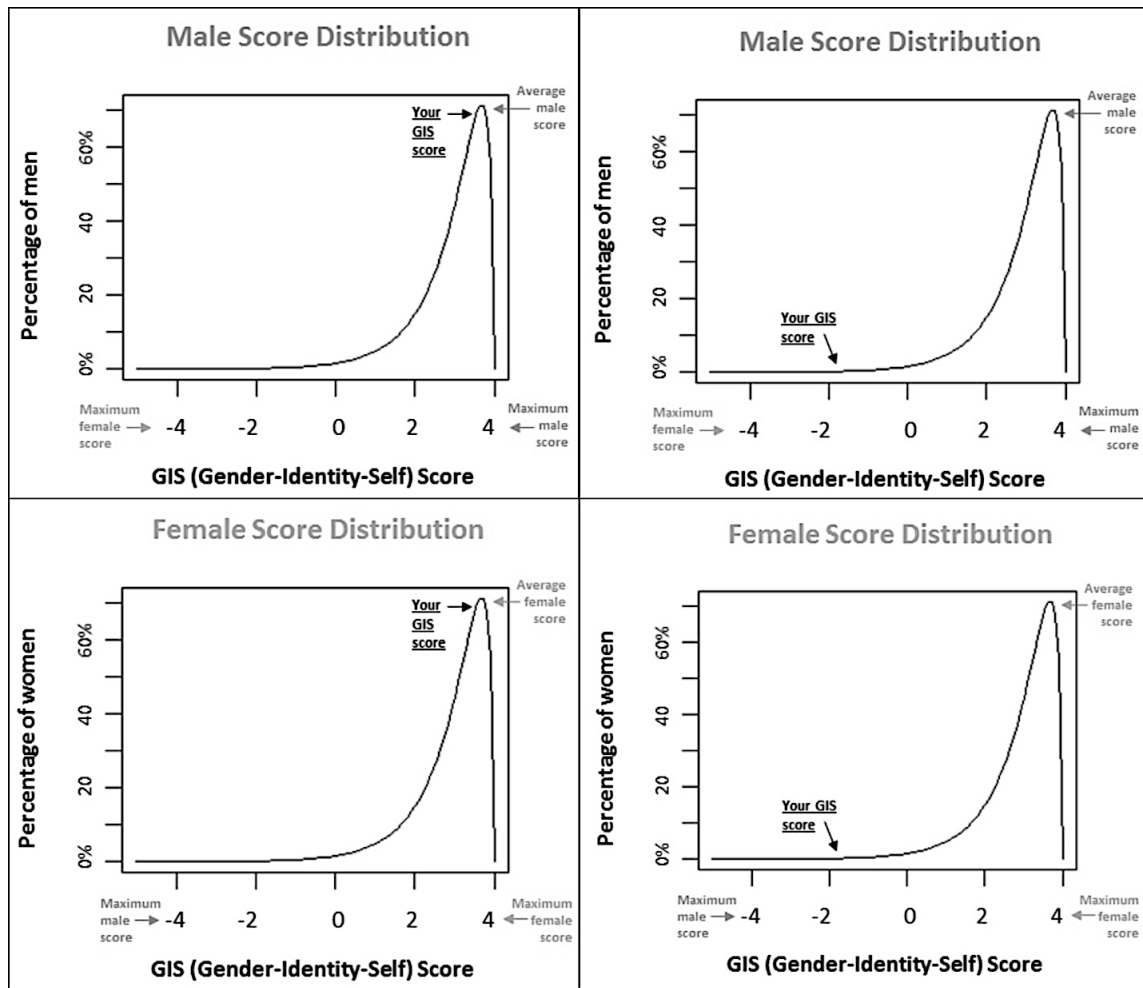 Male Score Distribution
Percentage of men
60%
40
20
0%
Your
GIS
score
Average
male
score
Maximum
female
score
-4
-2
0
2
4
Maximum
male
score
GIS (Gender-Identity-Self) Score
Male Score Distribution
Percentage of men
60%
40
20
0%
Your GIS
score
Average
male
score
Maximum
female
score
-4
-2
0
2
4
Maximum
male
score
GIS (Gender-Identity-Self) Score
Female Score Distribution
Percentage of women
60%
40
20
0%
Your
GIS
score
Average
female
score
Maximum
male
score
-4
-2
0
2
4
Maximum
female
score
GIS (Gender-Identity-Self) Score
Female Score Distribution
Percentage of women
60%
40
20
0%
Your GIS
score
Average
female
score
Maximum
male
score
-4
-2
0
2
4
Maximum
female
score
GIS (Gender-Identity-Self) Score